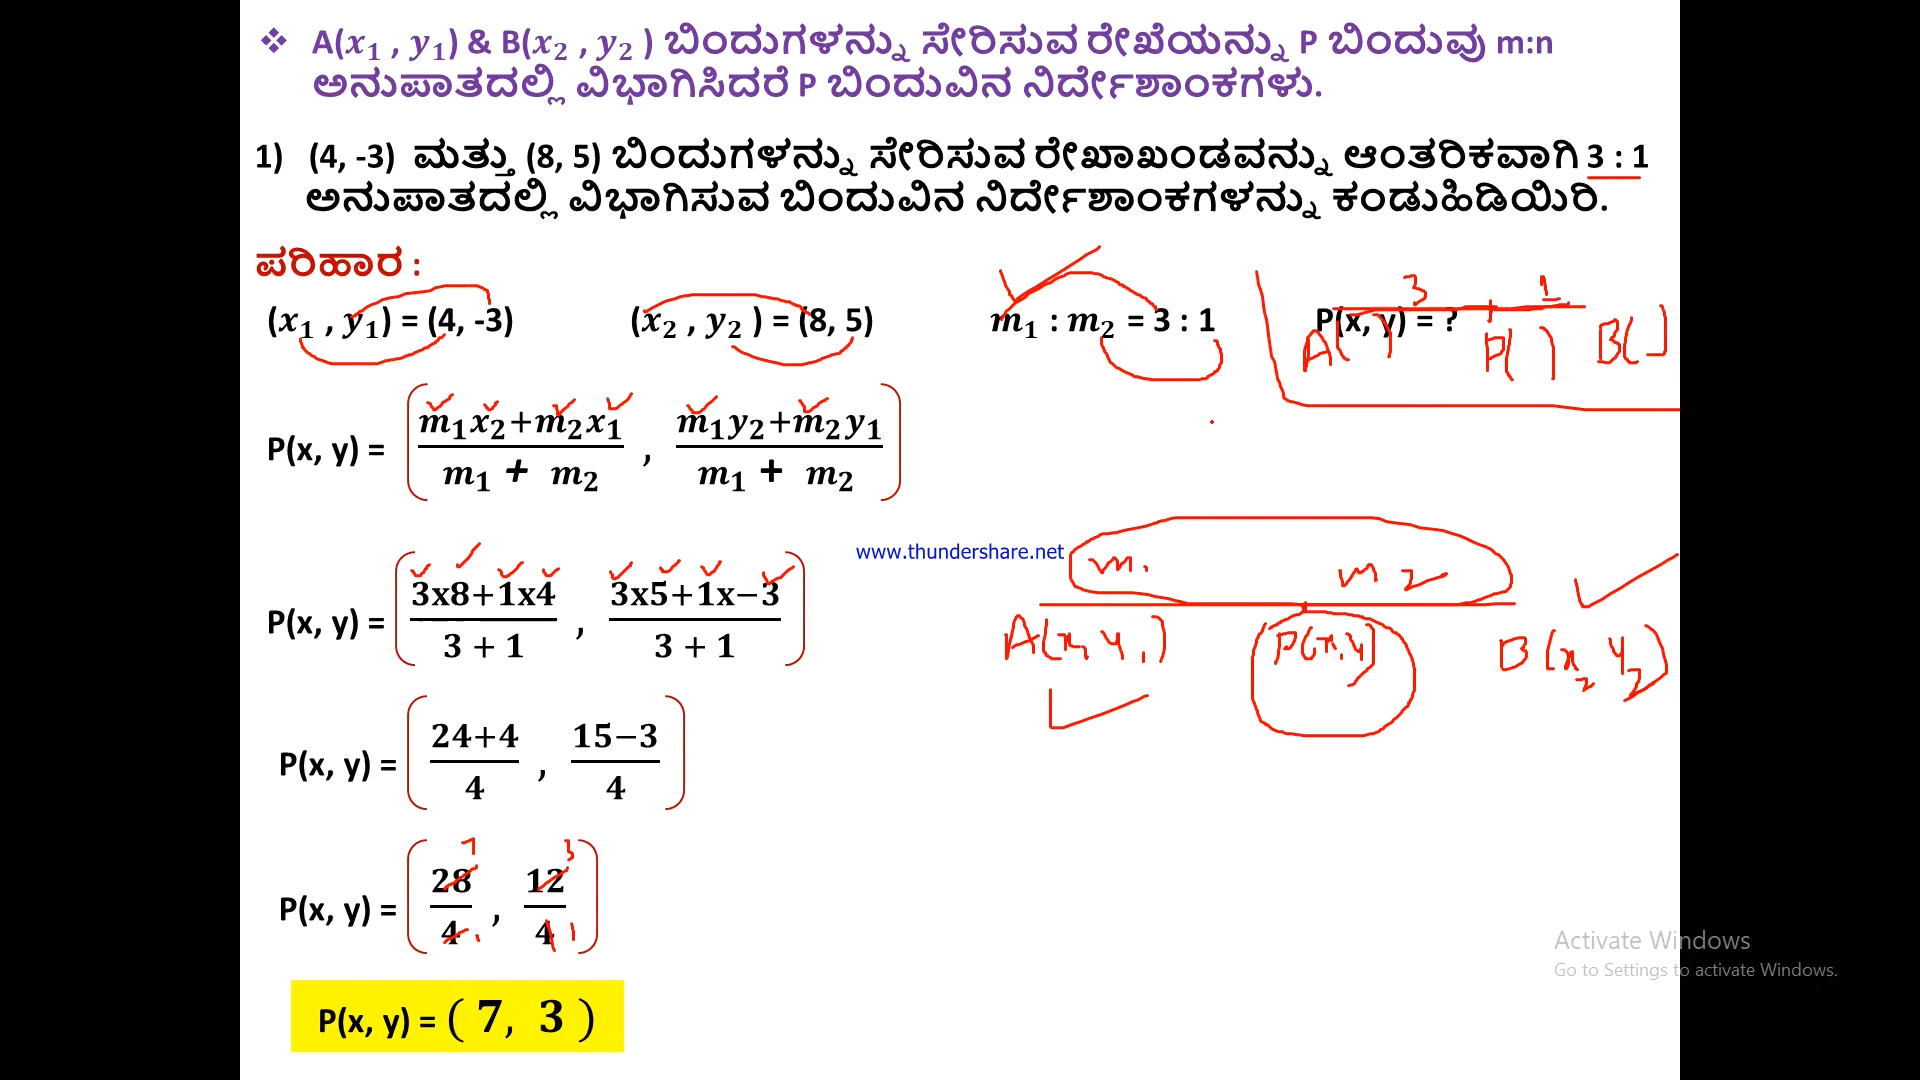 ❖ A(x₁ , y₁) & B(x₂ , y₂ ) ಬಿಂದುಗಳನ್ನು ಸೇರಿಸುವ ರೇಖೆಯನ್ನು P ಬಿಂದುವು m:n
ಅನುಪಾತದಲ್ಲಿ ವಿಭಾಗಿಸಿದರೆ P ಬಿಂದುವಿನ ನಿರ್ದೇಶಾಂಕಗಳು.
1) (4, -3) ಮತ್ತು (8, 5) ಬಿಂದುಗಳನ್ನು ಸೇರಿಸುವ ರೇಖಾಖಂಡವನ್ನು ಆಂತರಿಕವಾಗಿ 3 : 1
ಅನುಪಾತದಲ್ಲಿ ವಿಭಾಗಿಸುವ ಬಿಂದುವಿನ ನಿರ್ದೇಶಾಂಕಗಳನ್ನು ಕಂಡುಹಿಡಿಯಿರಿ.
ಪರಿಹಾರ :
3 1
(x₁ , y₁) = (4, -3) (x₂ , y₂ ) = (8, 5) m₁ : m₂ = 3 : 1 P(x, y) = ?
A( ) P( ) B( )
P(x, y) = ( (m₁x₂+m₂x₁)/(m₁ + m₂) , (m₁y₂+m₂y₁)/(m₁ + m₂) )
www.thundershare.net
m₁ m₂
P(x, y) = ( (3x8+1x4)/(3 + 1) , (3x5+1x−3)/(3 + 1) )
A(x₁ y₁) P(x,y) B(x₂ y₂)
P(x, y) = ( (24+4)/4 , (15−3)/4 )
7 3
P(x, y) = ( 28/4 , 12/4 )
1 1
Activate Windows
Go to Settings to activate Windows.
P(x, y) = ( 7, 3 )